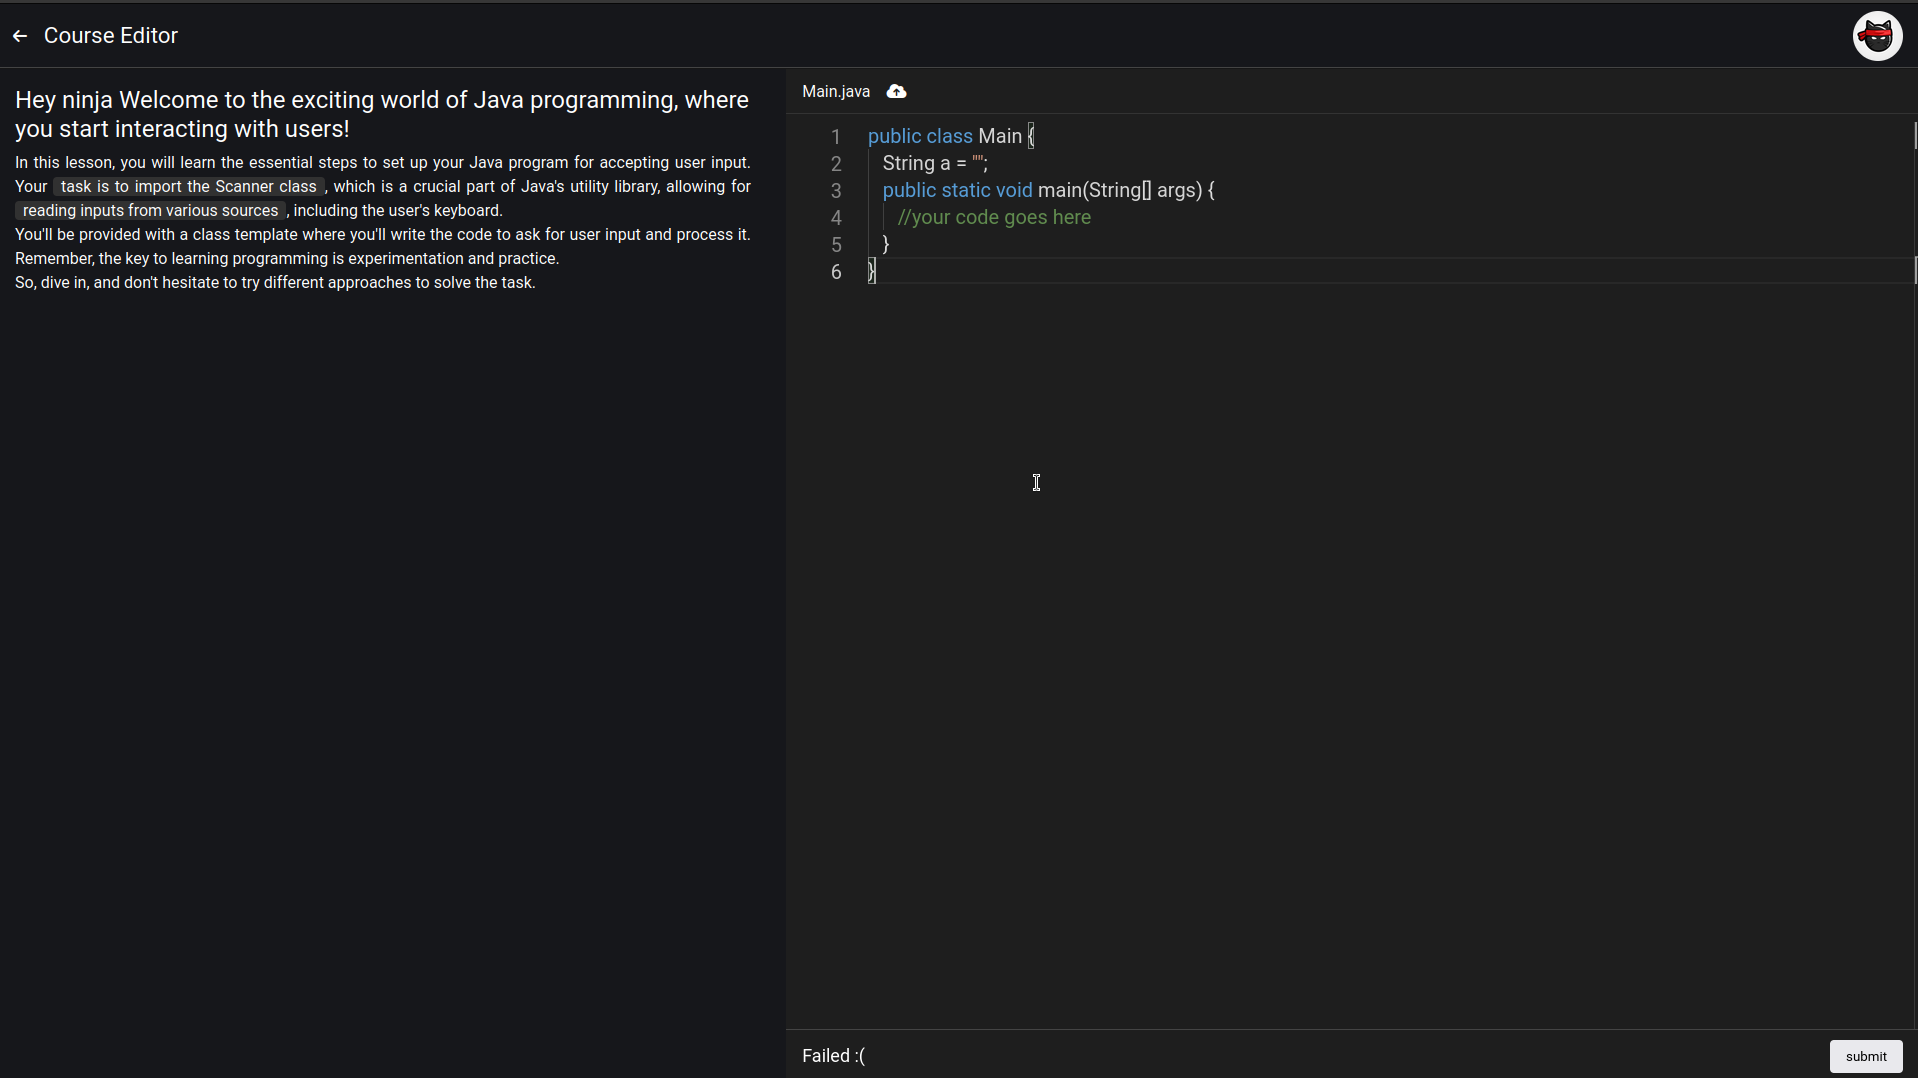 Course Editor
Hey ninja Welcome to the exciting world of Java programming, where
you start interacting with users!
In this lesson, you will learn the essential steps to set up your Java program for accepting user input.
Your task is to import the Scanner class , which is a crucial part of Java's utility library, allowing for
reading inputs from various sources , including the user's keyboard.
You'll be provided with a class template where you'll write the code to ask for user input and process it.
Remember, the key to learning programming is experimentation and practice.
So, dive in, and don't hesitate to try different approaches to solve the task.
Main.java
1 public class Main {
2 String a = "";
3 public static void main(String[] args) {
4 //your code goes here
5 }
6 }
Failed :(
submit